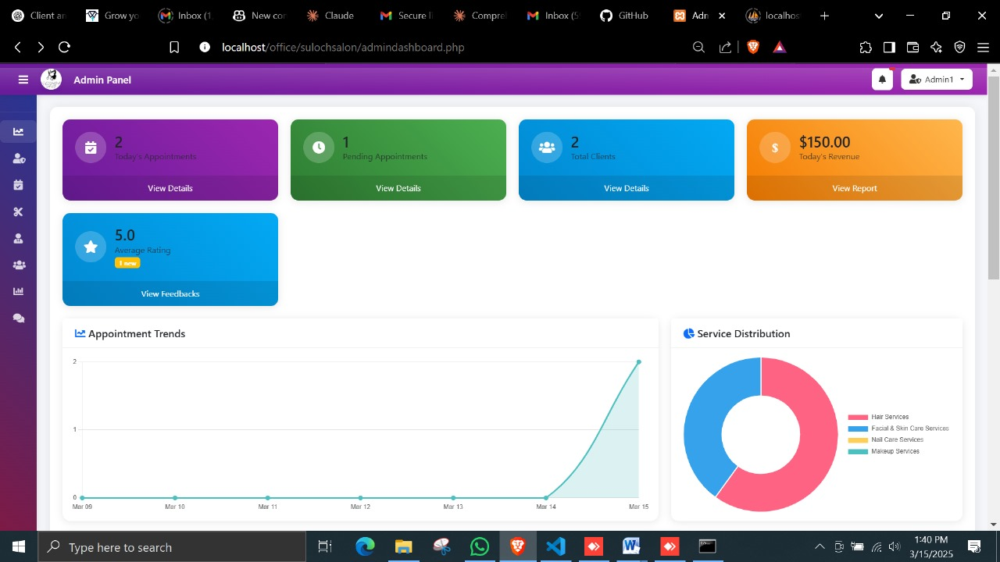 Client an
Grow yo
Inbox (1
New con
Claude
Secure li
Compre
Inbox (5
GitHub
Adn
localhos
localhost/office/sulochsalon/admindashboard.php
Admin Panel
Admin1
2
Today's Appointments
View Details
1
Pending Appointments
View Details
2
Total Clients
View Details
$150.00
Today's Revenue
View Report
5.0
Average Rating
1 new
View Feedbacks
Appointment Trends
2
1
0
Mar 09 Mar 10 Mar 11 Mar 12 Mar 13 Mar 14 Mar 15
Service Distribution
Hair Services
Facial & Skin Care Services
Nail Care Services
Makeup Services
Type here to search
1:40 PM
3/15/2025